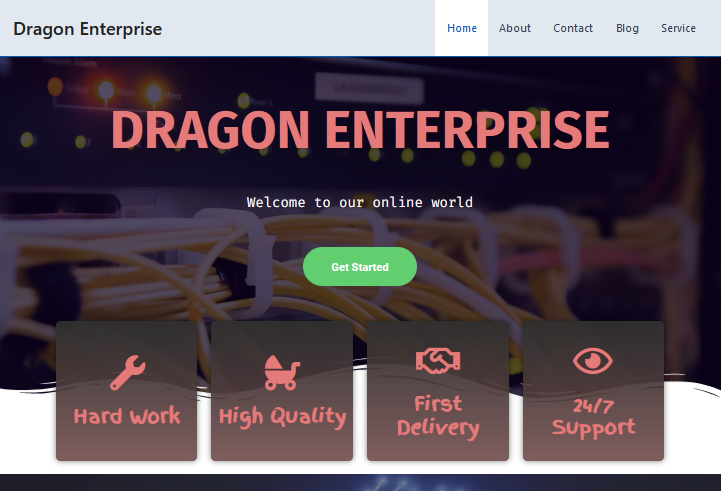 Dragon Enterprise
Home About Contact Blog Service
DRAGON ENTERPRISE
Welcome to our online world
Get Started
Hard Work
High Quality
First
Delivery
24/7
Support